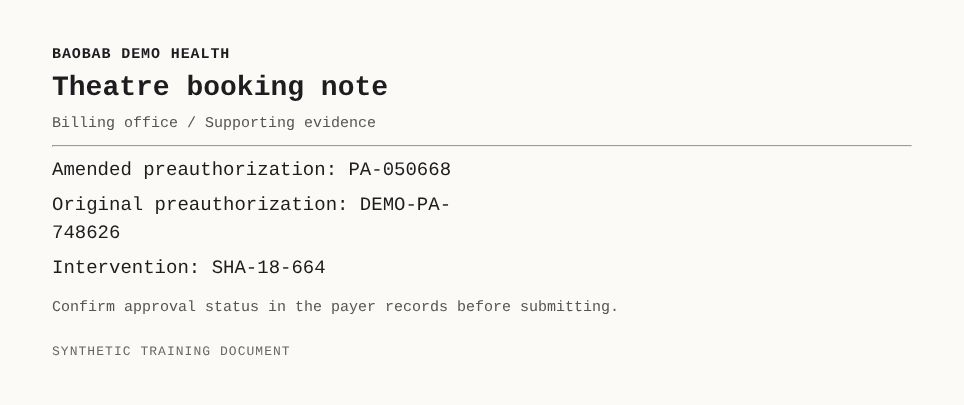 BAOBAB DEMO HEALTH
Theatre booking note
Billing office / Supporting evidence
Amended preauthorization: PA-050668
Original preauthorization: DEMO-PA-
748626
Intervention: SHA-18-664
Confirm approval status in the payer records before submitting.
SYNTHETIC TRAINING DOCUMENT